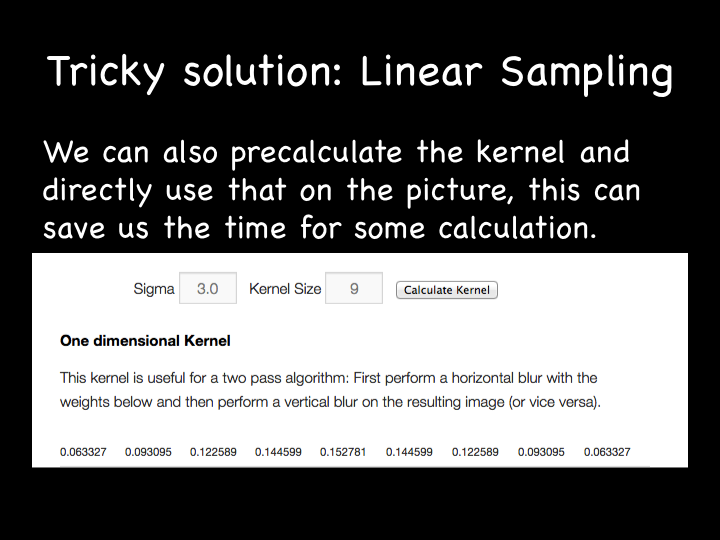 Tricky solution: Linear Sampling
We can also precalculate the kernel and
directly use that on the picture, this can
save us the time for some calculation.
Sigma 3.0 Kernel Size 9 Calculate Kernel
One dimensional Kernel
This kernel is useful for a two pass algorithm: First perform a horizontal blur with the
weights below and then perform a vertical blur on the resulting image (or vice versa).
0.063327 0.093095 0.122589 0.144599 0.152781 0.144599 0.122589 0.093095 0.063327